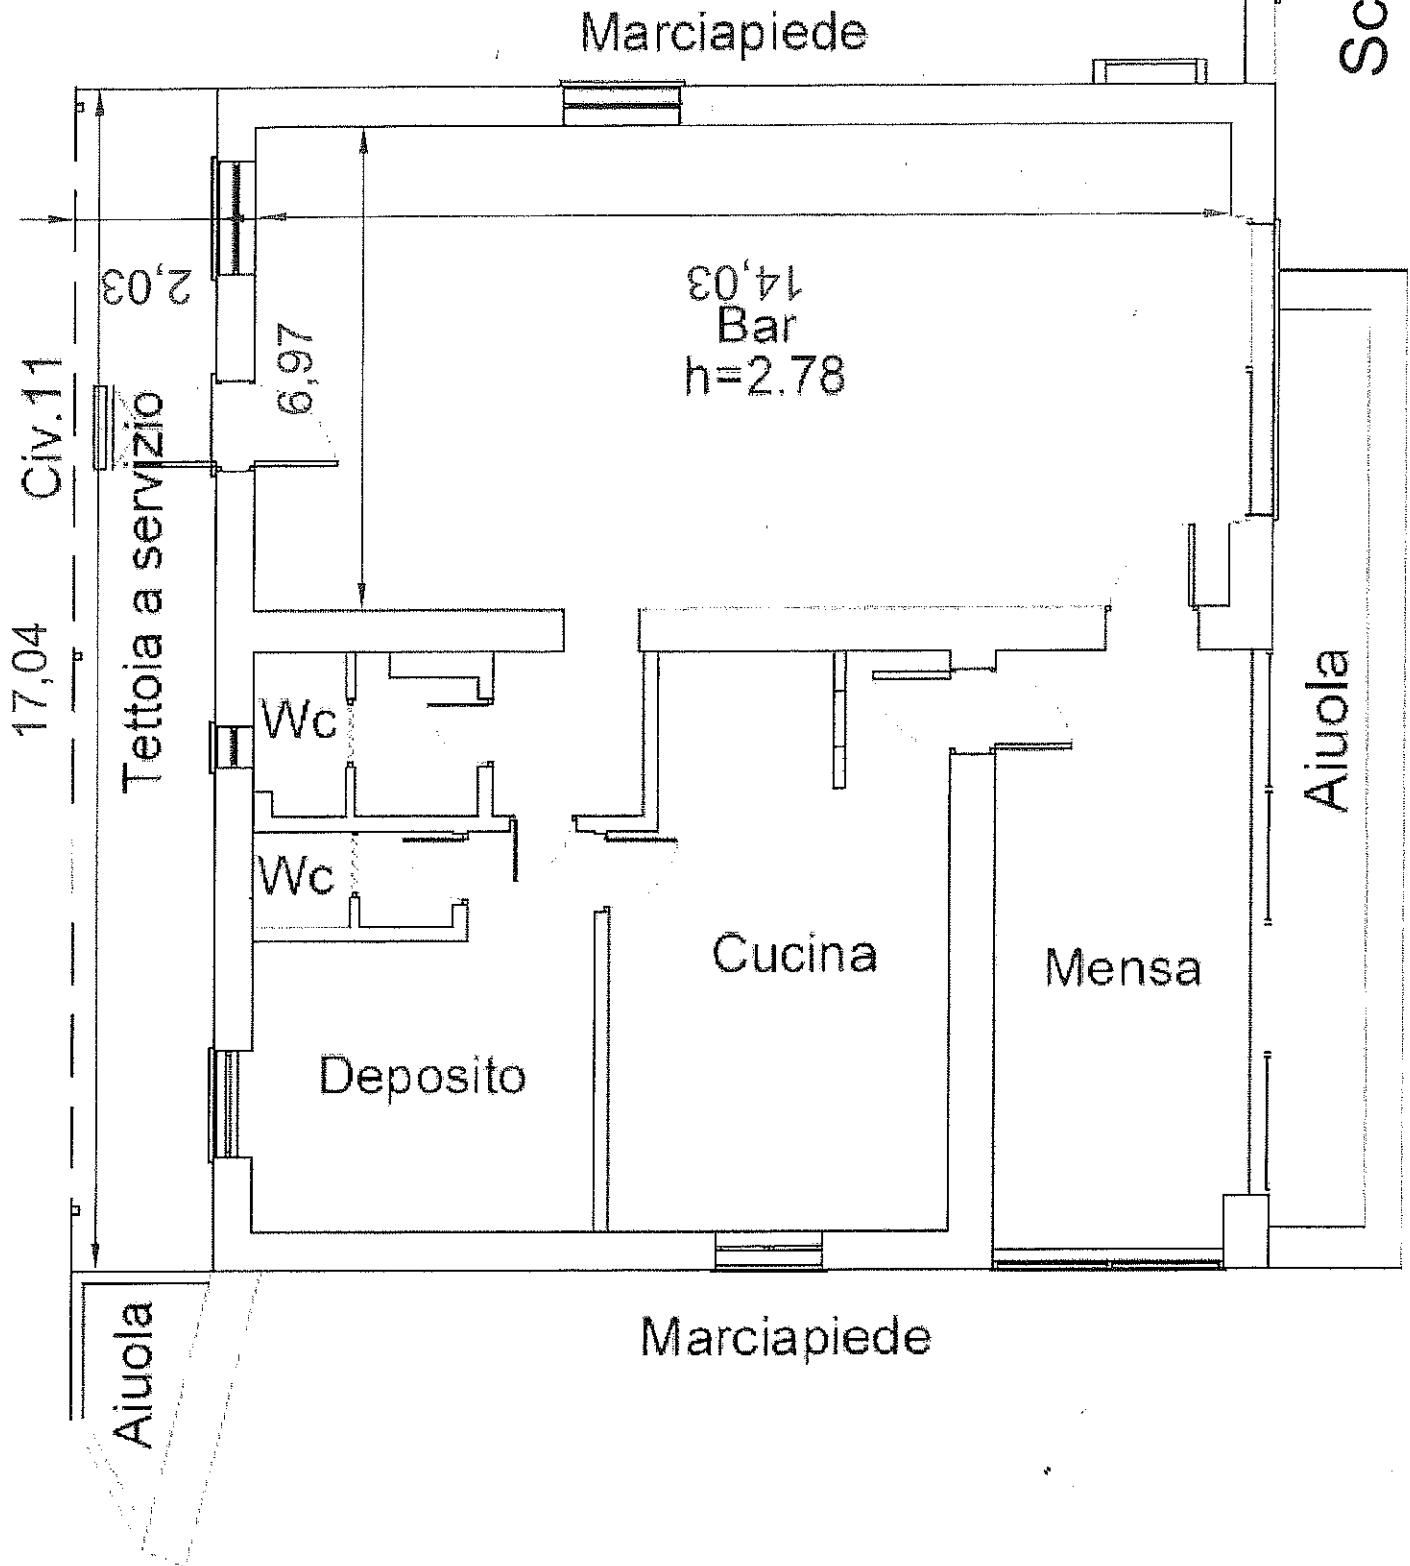 Marciapiede
Sc
2,03
14,03
Bar
h=2.78
6,97
Civ.11
Tettoia a servizio
17,04
Wc
Wc
Aiuola
Cucina
Mensa
Deposito
Aiuola
Marciapiede